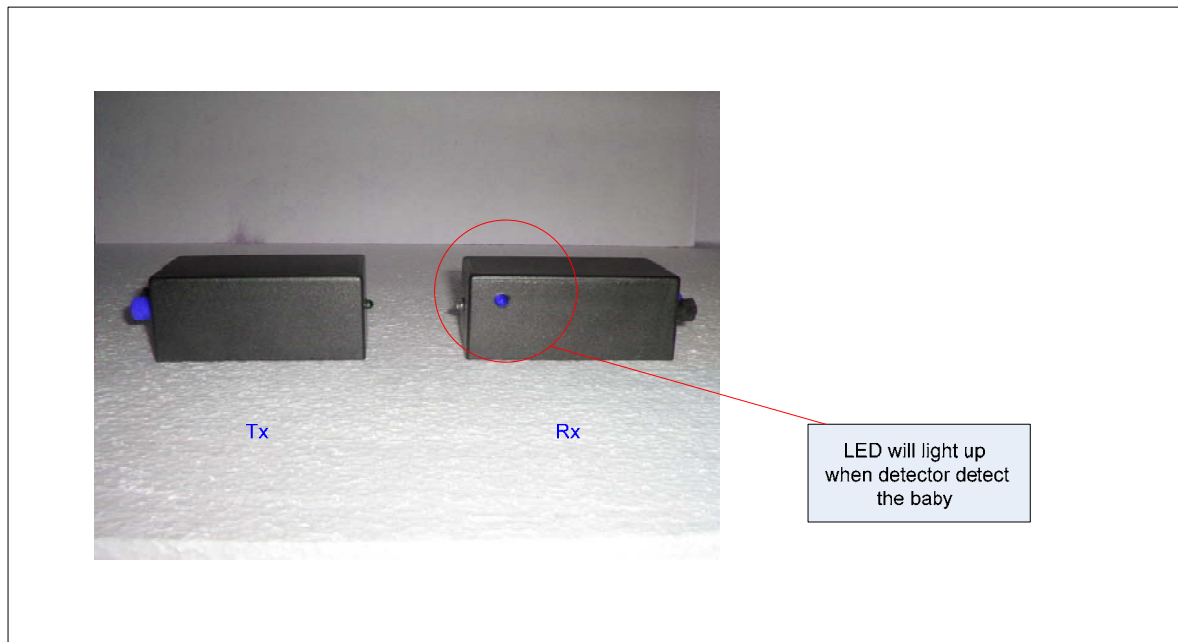 Tx
Rx
LED will light up
when detector detect
the baby